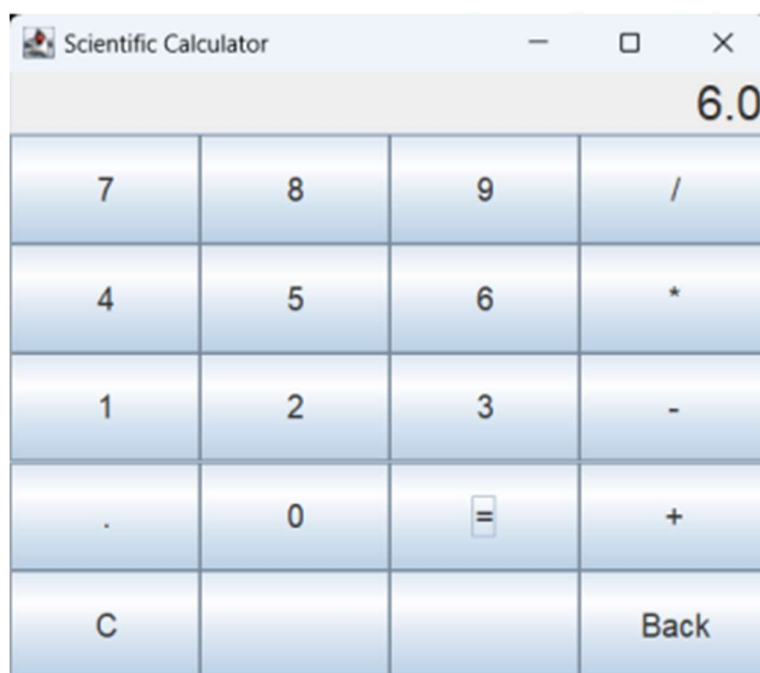 Scientific Calculator
6.0
7 8 9 /
4 5 6 *
1 2 3 -
. 0 = +
C Back